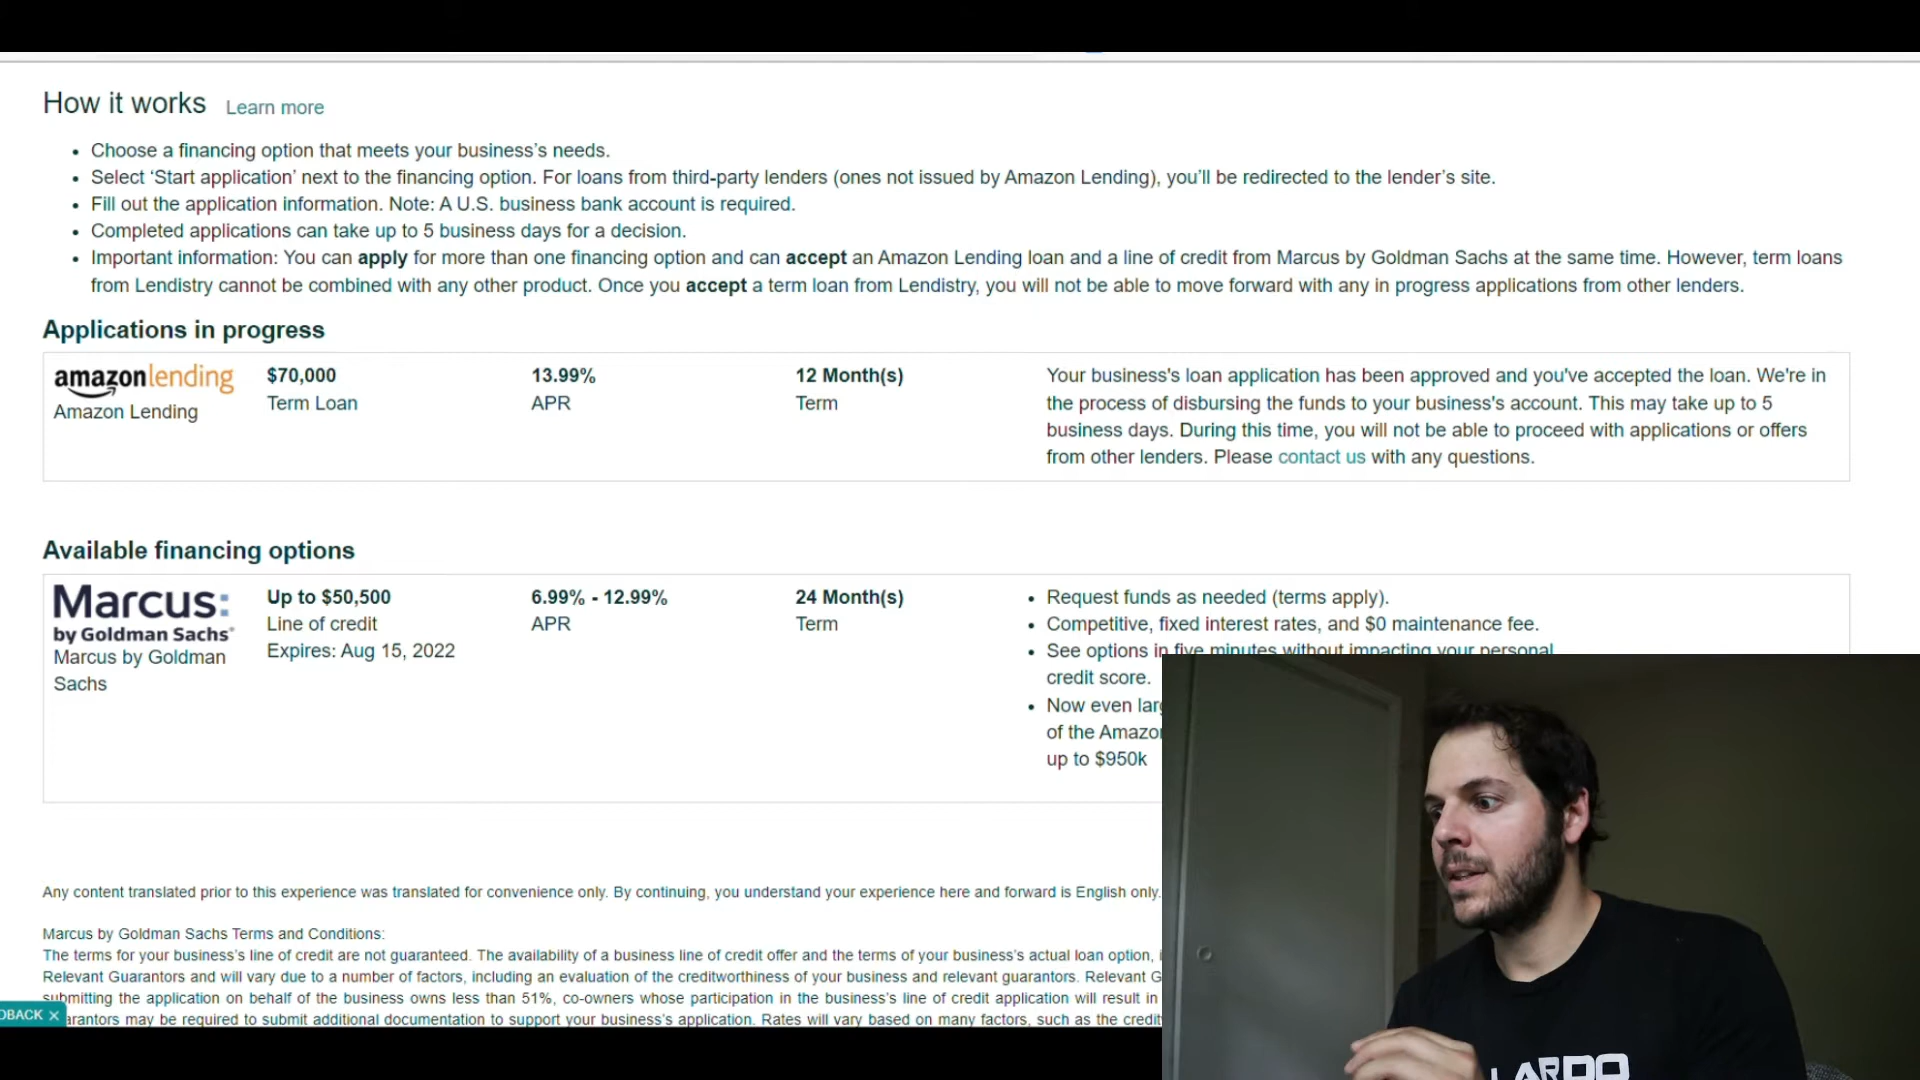 How it works Learn more
• Choose a financing option that meets your business’s needs.
• Select ‘Start application’ next to the financing option. For loans from third-party lenders (ones not issued by Amazon Lending), you’ll be redirected to the lender’s site.
• Fill out the application information. Note: A U.S. business bank account is required.
• Completed applications can take up to 5 business days for a decision.
• Important information: You can apply for more than one financing option and can accept an Amazon Lending loan and a line of credit from Marcus by Goldman Sachs at the same time. However, term loans
from Lendistry cannot be combined with any other product. Once you accept a term loan from Lendistry, you will not be able to move forward with any in progress applications from other lenders.
Applications in progress
amazonlending
Amazon Lending
$70,000
Term Loan
13.99%
APR
12 Month(s)
Term
Your business's loan application has been approved and you've accepted the loan. We're in
the process of disbursing the funds to your business's account. This may take up to 5
business days. During this time, you will not be able to proceed with applications or offers
from other lenders. Please contact us with any questions.
Available financing options
Marcus:
by Goldman Sachs®
Marcus by Goldman
Sachs
Up to $50,500
Line of credit
Expires: Aug 15, 2022
6.99% - 12.99%
APR
24 Month(s)
Term
• Request funds as needed (terms apply).
• Competitive, fixed interest rates, and $0 maintenance fee.
• See options in five minutes without impacting your personal
credit score.
• Now even
of the
up to $950k
Any content translated prior to this experience was translated for convenience only. By continuing, you understand your experience here and forward is English only.
Marcus by Goldman Sachs Terms and Conditions:
The terms for your business’s line of credit are not guaranteed. The availability of a business line of credit offer and the terms of your business’s actual loan option,
Relevant Guarantors and will vary due to a number of factors, including an evaluation of the creditworthiness of your business and relevant guarantors. Relevant
submitting the application on behalf of the business owns less than 51%, co-owners whose participation in the business’s line of credit application will result in
may be required to submit additional documentation to support your business’s application. Rates will vary based on many factors, such as the